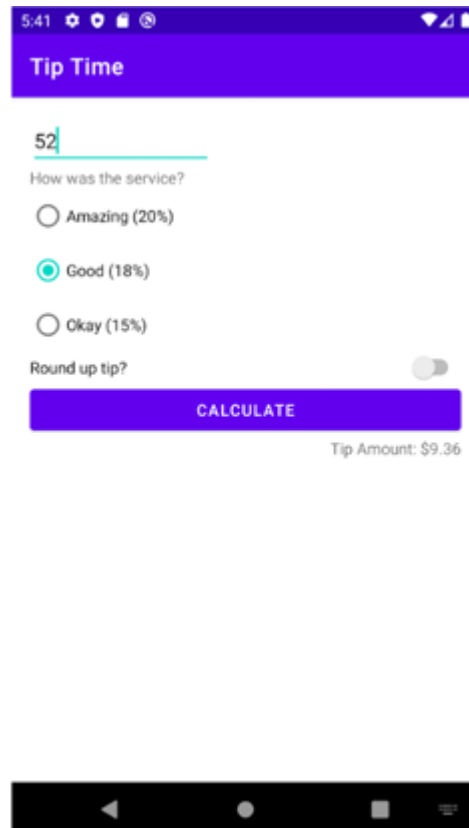 5:41
Tip Time
52
How was the service?
Amazing (20%)
Good (18%)
Okay (15%)
Round up tip?
CALCULATE
Tip Amount: $9.36